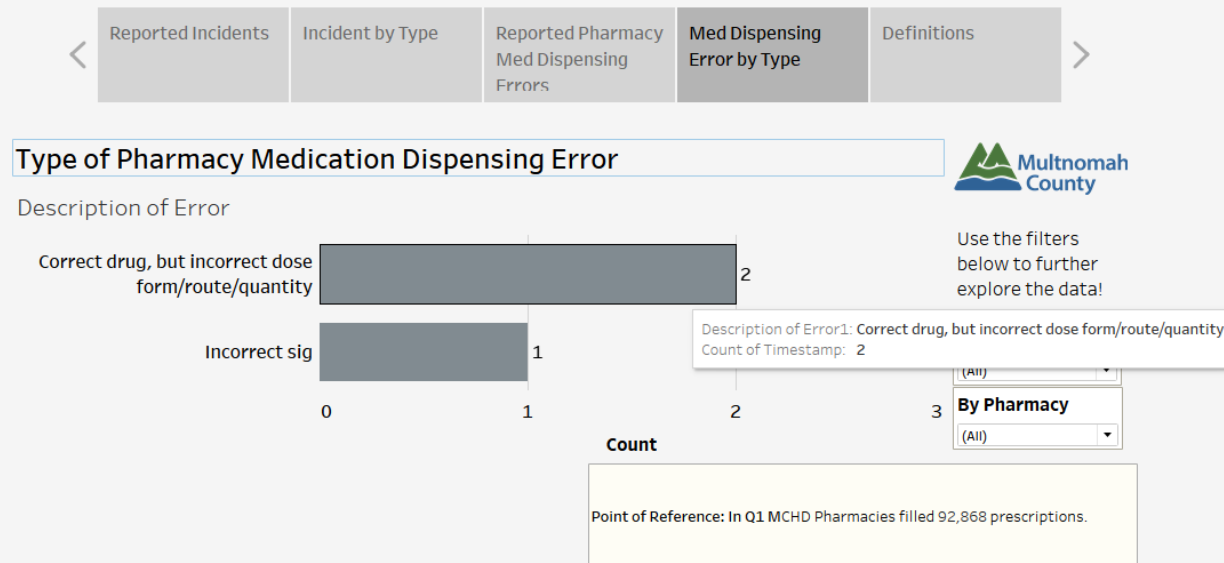 Reported Incidents
Incident by Type
Reported Pharmacy
Med Dispensing
Errors
Med Dispensing
Error by Type
Definitions
Type of Pharmacy Medication Dispensing Error
Multnomah
County
Description of Error
Use the filters
below to further
explore the data!
Correct drug, but incorrect dose
form/route/quantity
2
Description of Error1: Correct drug, but incorrect dose form/route/quantity
Count of Timestamp: 2
Incorrect sig
1
(All)
By Pharmacy
(All)
0 1 2 3
Count
Point of Reference: In Q1 MCHD Pharmacies filled 92,868 prescriptions.